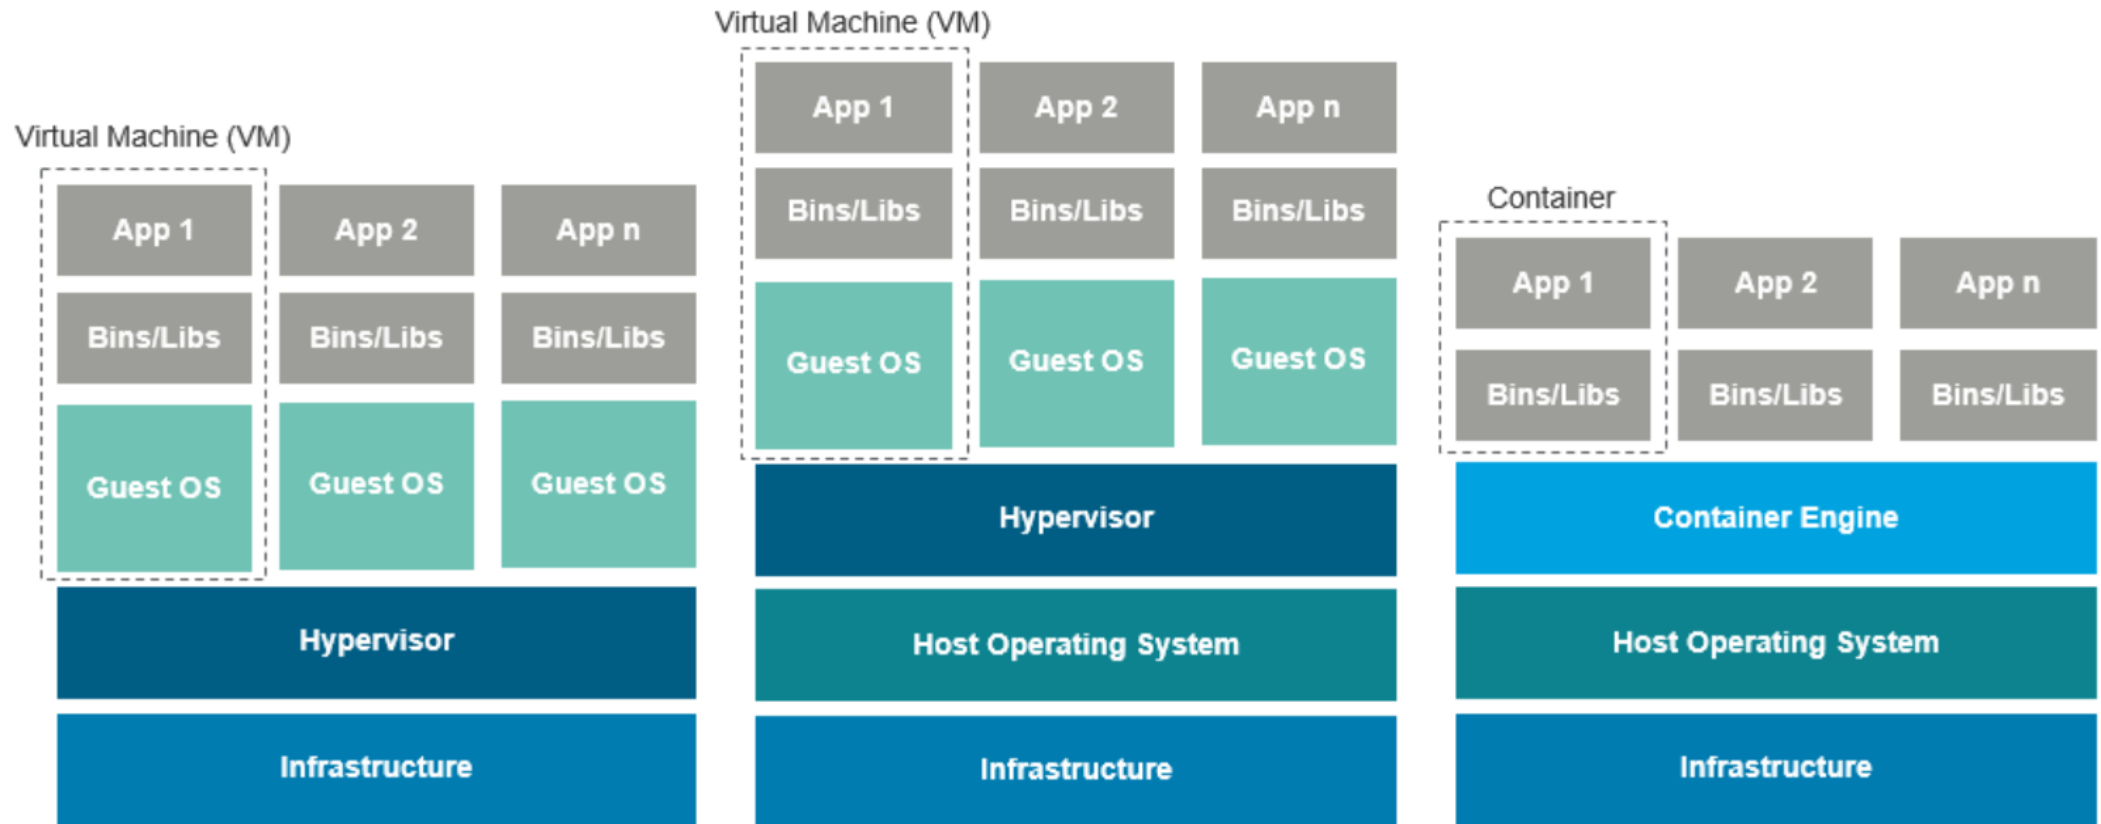 Virtual Machine (VM)
App 1
App 2
App n
Bins/Libs
Bins/Libs
Bins/Libs
Guest OS
Guest OS
Guest OS
Hypervisor
Infrastructure
Virtual Machine (VM)
App 1
App 2
App n
Bins/Libs
Bins/Libs
Bins/Libs
Guest OS
Guest OS
Guest OS
Hypervisor
Host Operating System
Infrastructure
Container
App 1
App 2
App n
Bins/Libs
Bins/Libs
Bins/Libs
Container Engine
Host Operating System
Infrastructure